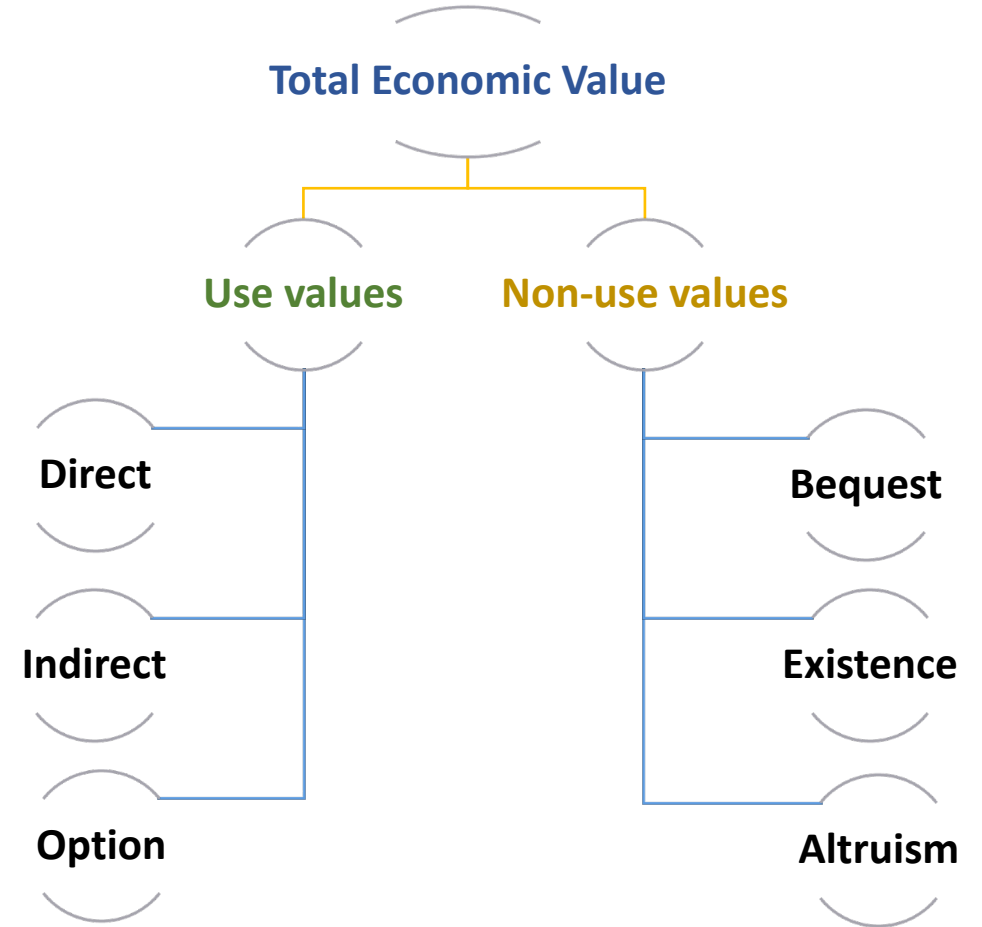 Total Economic Value
Use values
Non-use values
Direct
Bequest
Indirect
Existence
Option
Altruism